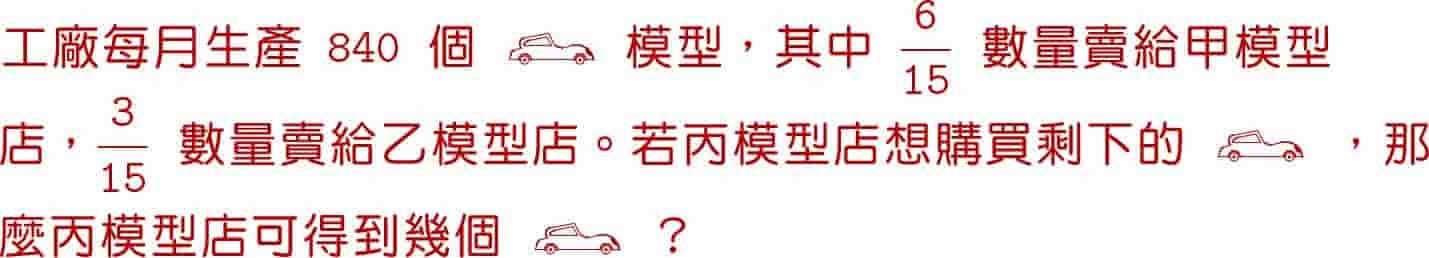 工廠每月生產 840 個 模型，其中 6/15 數量賣給甲模型
店，3/15 數量賣給乙模型店。若丙模型店想購買剩下的 ，那
麼丙模型店可得到幾個 ？